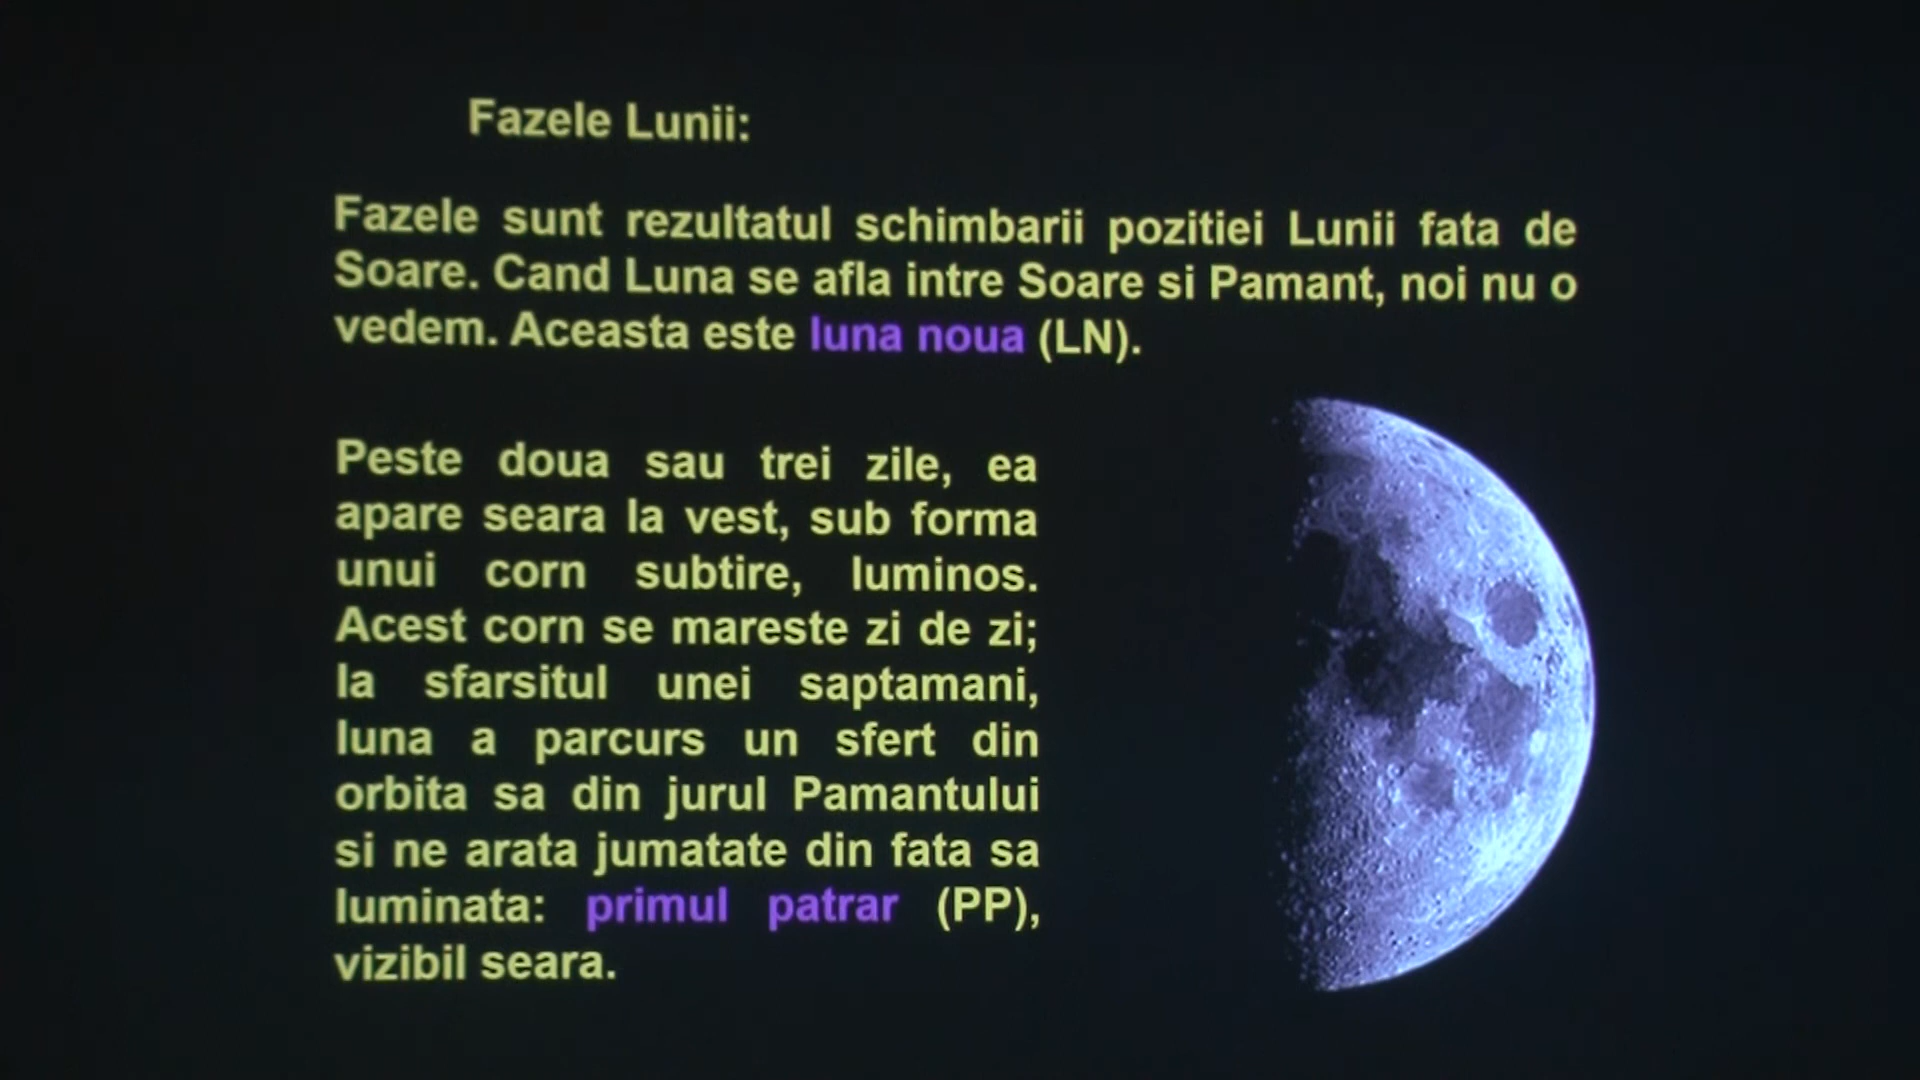 Fazele Lunii:
Fazele sunt rezultatul schimbarii pozitiei Lunii fata de
Soare. Cand Luna se afla intre Soare si Pamant, noi nu o
vedem. Aceasta este luna noua (LN).
Peste doua sau trei zile, ea
apare seara la vest, sub forma
unui corn subtire, luminos.
Acest corn se mareste zi de zi;
la sfarsitul unei saptamani,
luna a parcurs un sfert din
orbita sa din jurul Pamantului
si ne arata jumatate din fata sa
luminata: primul patrar (PP),
vizibil seara.